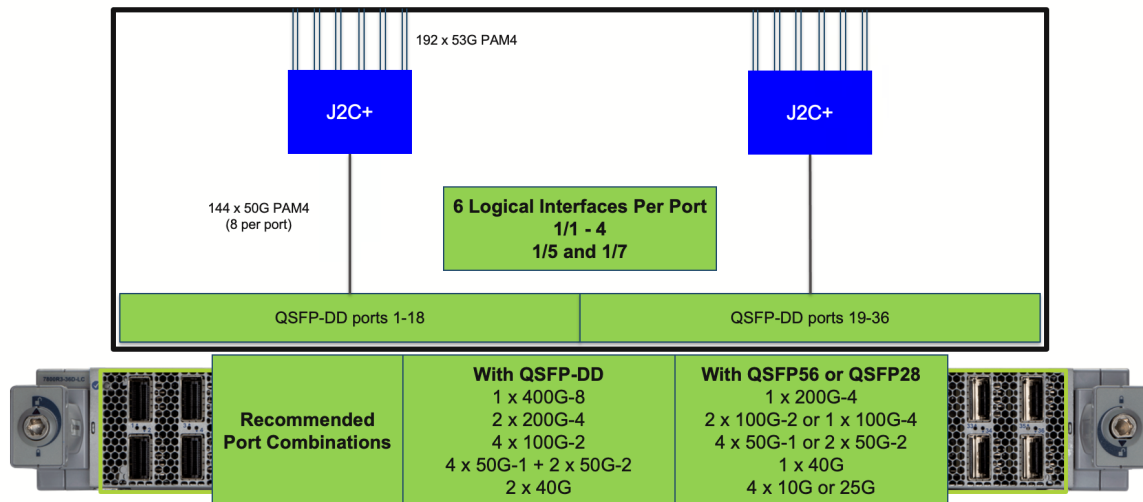 192 x 53G PAM4
J2C+
J2C+
144 x 50G PAM4
(8 per port)
6 Logical Interfaces Per Port
1/1 - 4
1/5 and 1/7
QSFP-DD ports 1-18
QSFP-DD ports 19-36
Recommended
Port Combinations
With QSFP-DD
1 x 400G-8
2 x 200G-4
4 x 100G-2
4 x 50G-1 + 2 x 50G-2
2 x 40G
With QSFP56 or QSFP28
1 x 200G-4
2 x 100G-2 or 1 x 100G-4
4 x 50G-1 or 2 x 50G-2
1 x 40G
4 x 10G or 25G